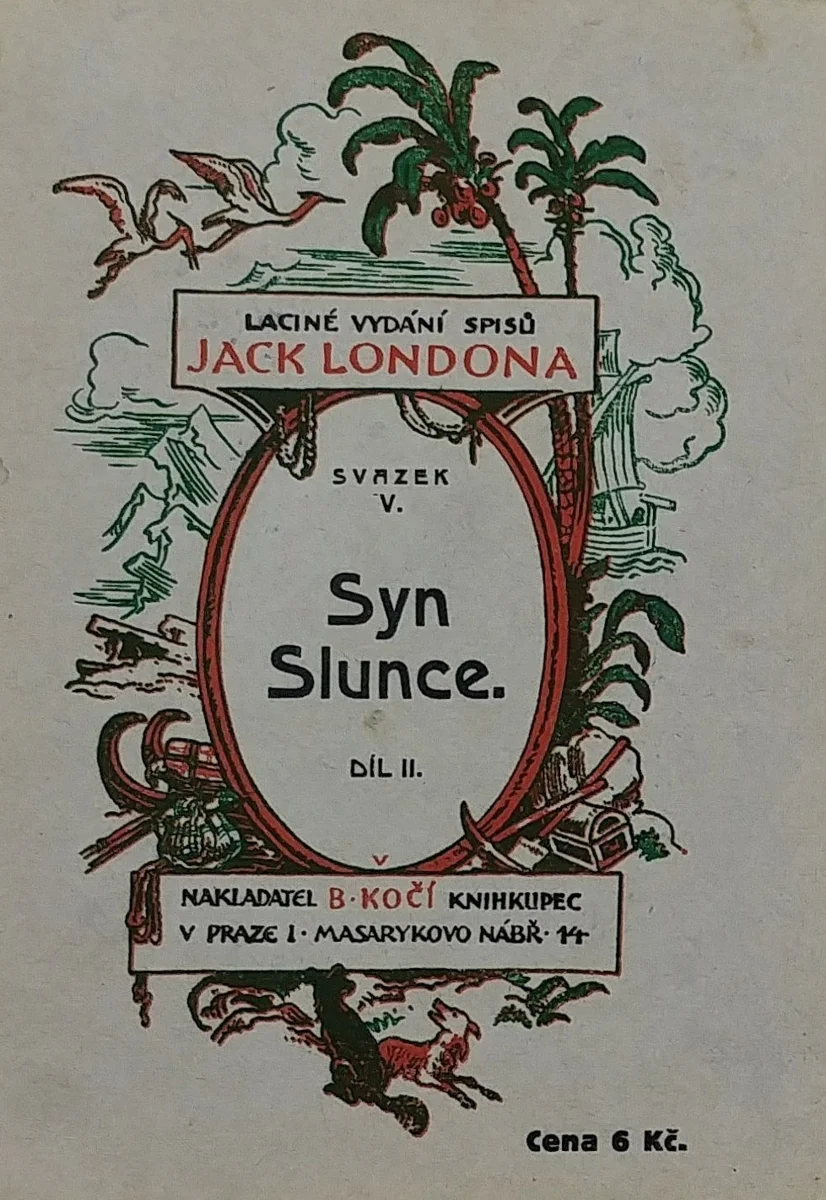 LACINÉ VYDÁNÍ SPISŮ
JACK LONDONA
SVAZEK
V.
Syn
Slunce.
DÍL II.
NAKLADATEL B·KOČÍ KNIHKUPEC
V PRAZE I· MASARYKOVO NÁBŘ· 14
Cena 6 Kč.